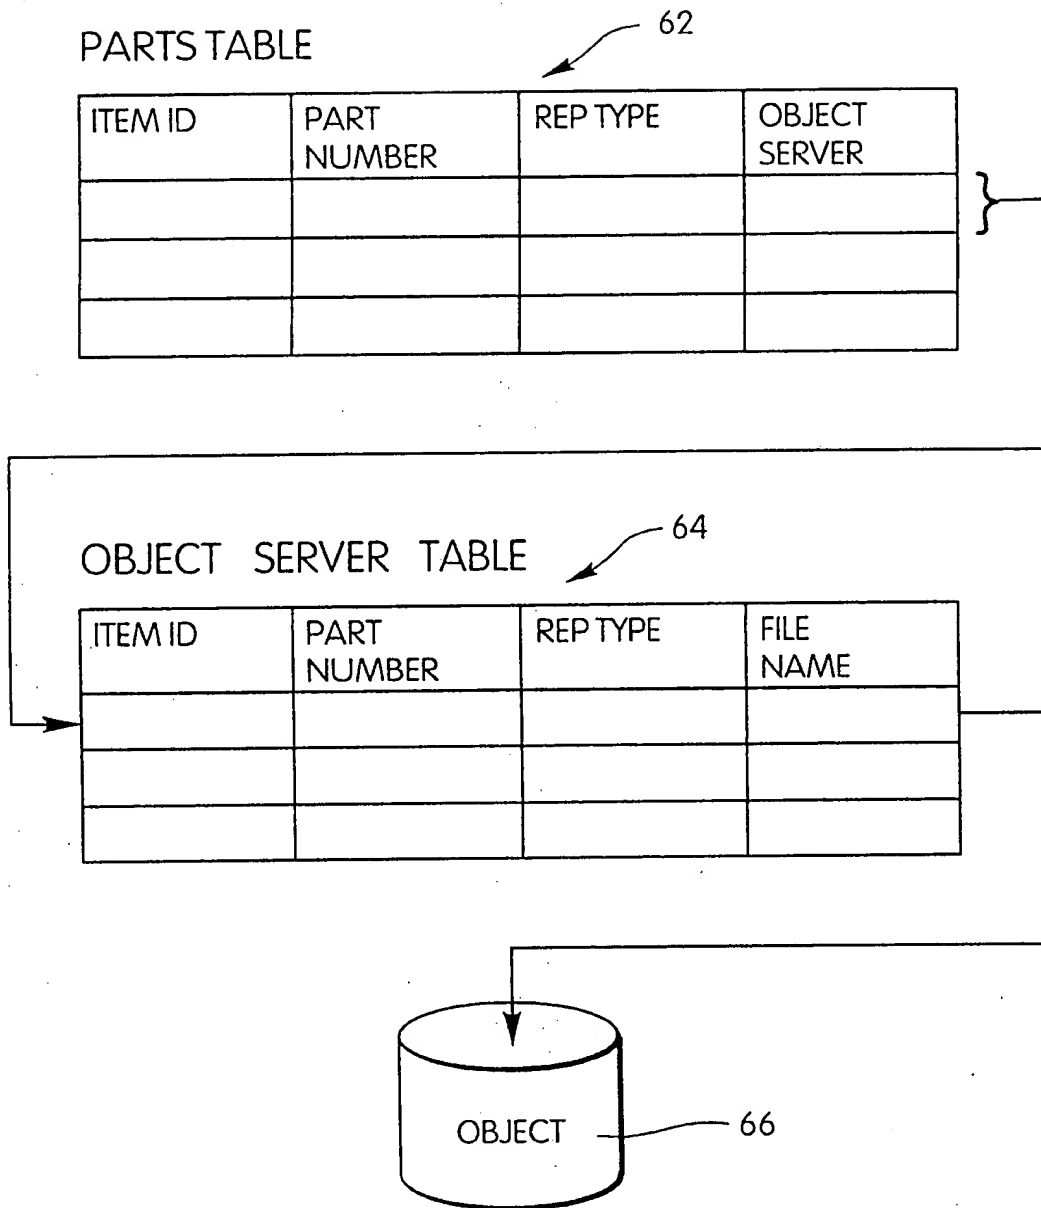 62
PARTS TABLE
ITEM ID
PART
NUMBER
REP TYPE
OBJECT
SERVER
64
OBJECT SERVER TABLE
ITEM ID
PART
NUMBER
REP TYPE
FILE
NAME
OBJECT
66